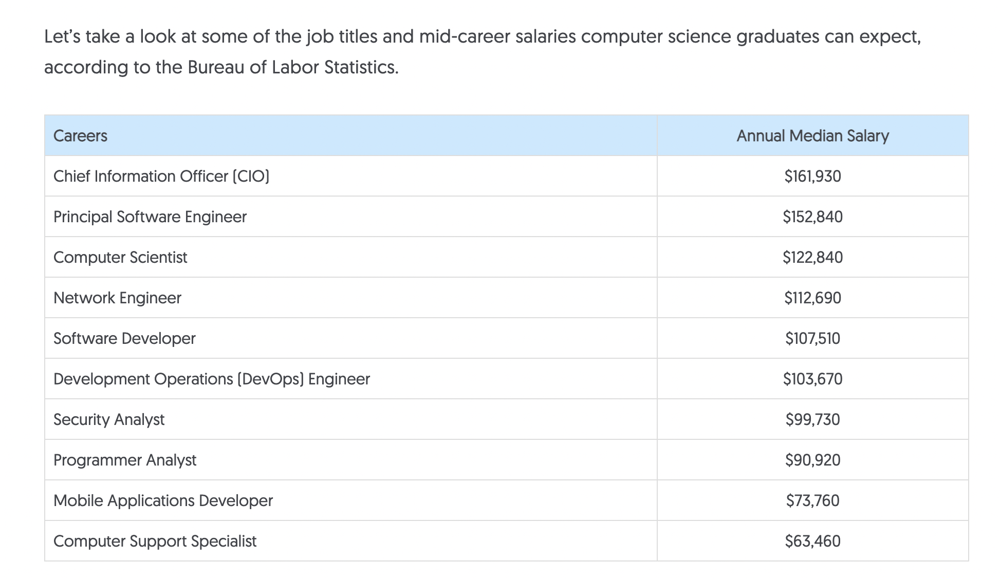 Let’s take a look at some of the job titles and mid-career salaries computer science graduates can expect,
according to the Bureau of Labor Statistics.
Careers Annual Median Salary
Chief Information Officer (CIO) $161,930
Principal Software Engineer $152,840
Computer Scientist $122,840
Network Engineer $112,690
Software Developer $107,510
Development Operations (DevOps) Engineer $103,670
Security Analyst $99,730
Programmer Analyst $90,920
Mobile Applications Developer $73,760
Computer Support Specialist $63,460